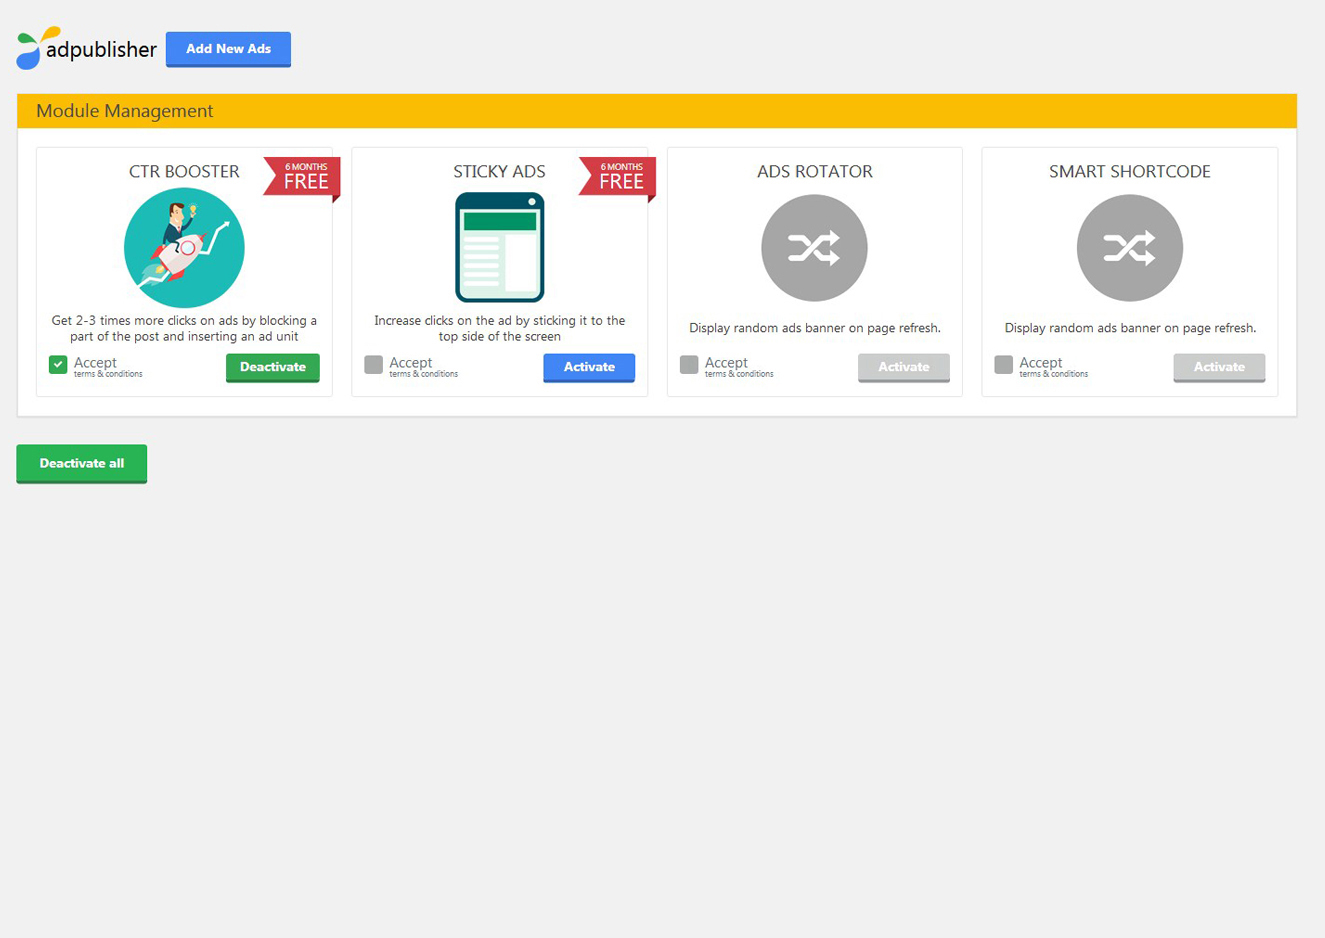 adpublisher
Add New Ads
Module Management
CTR BOOSTER
6 MONTHS
FREE
Get 2-3 times more clicks on ads by blocking a
part of the post and inserting an ad unit
Accept
terms & conditions
Deactivate
STICKY ADS
6 MONTHS
FREE
Increase clicks on the ad by sticking it to the
top side of the screen
Accept
terms & conditions
Activate
ADS ROTATOR
Display random ads banner on page refresh.
Accept
terms & conditions
Activate
SMART SHORTCODE
Display random ads banner on page refresh.
Accept
terms & conditions
Activate
Deactivate all